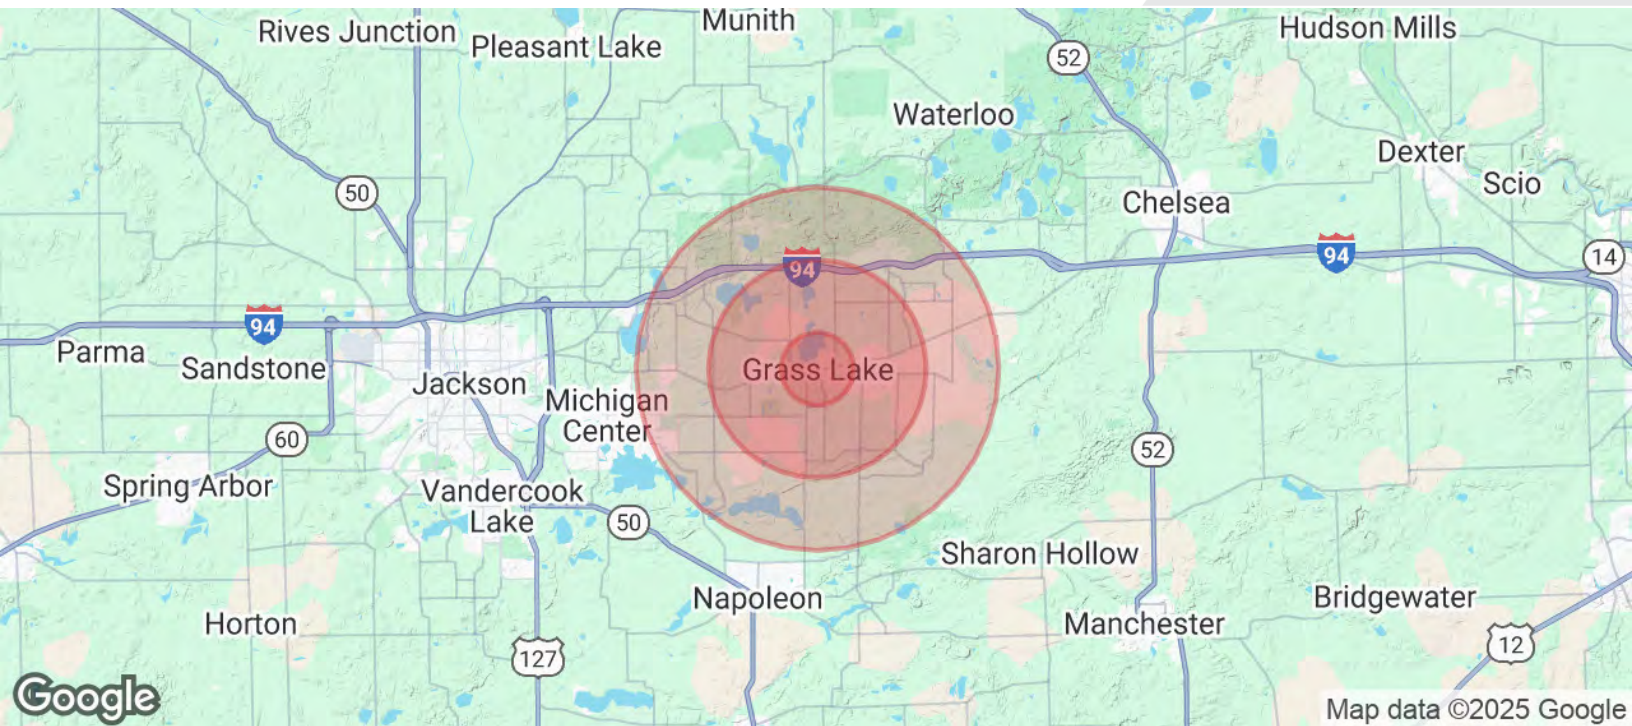 Munith
Rives Junction
Pleasant Lake
Hudson Mills
52
Waterloo
Dexter
Scio
50
Chelsea
94
94
14
94
Parma
Sandstone
Grass Lake
Jackson
Michigan
Center
60
52
Spring Arbor
Vandercook
Lake
50
Sharon Hollow
Napoleon
Bridgewater
Horton
Manchester
12
127
Google
Map data ©2025 Google